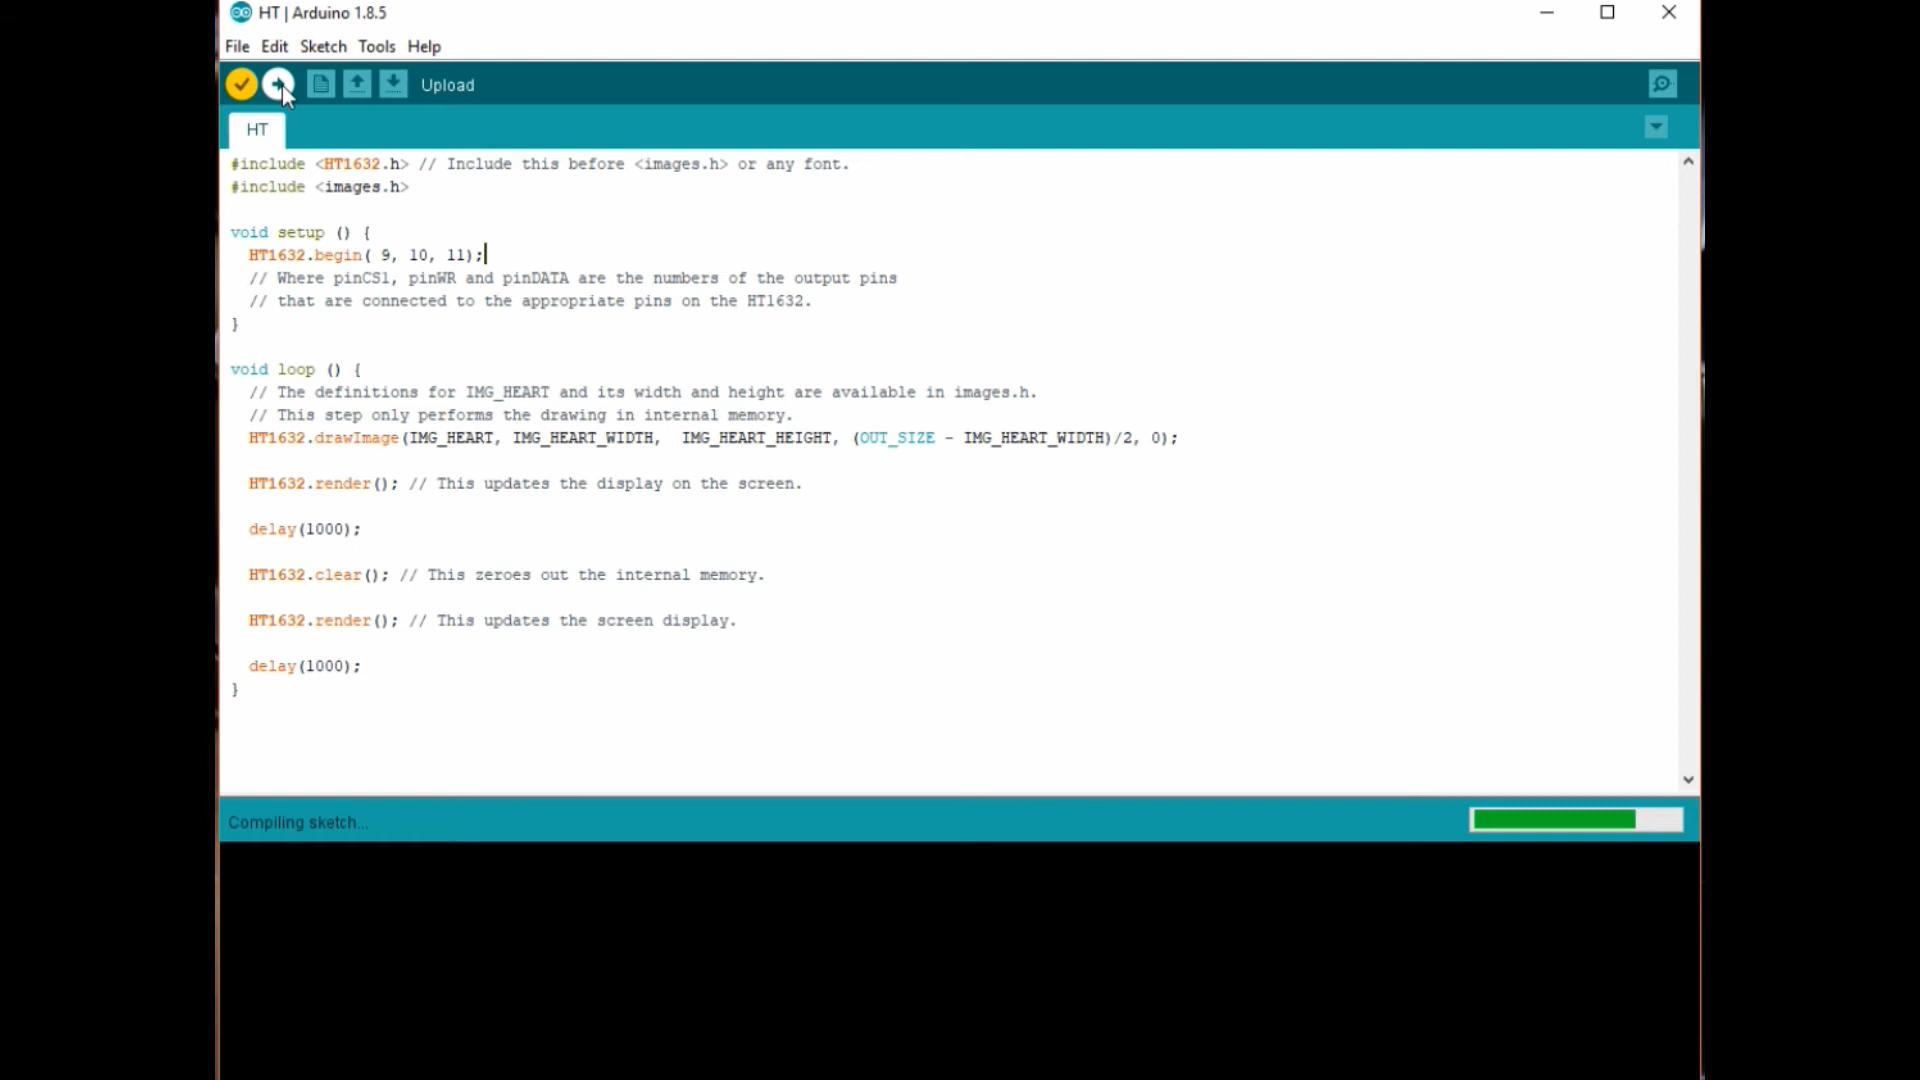 HT | Arduino 1.8.5
File Edit Sketch Tools Help
Upload
HT
#include <HT1632.h> // Include this before <images.h> or any font.
#include <images.h>
void setup () {
HT1632.begin( 9, 10, 11);
// Where pinCS1, pinWR and pinDATA are the numbers of the output pins
// that are connected to the appropriate pins on the HT1632.
}
void loop () {
// The definitions for IMG_HEART and its width and height are available in images.h.
// This step only performs the drawing in internal memory.
HT1632.drawImage(IMG_HEART, IMG_HEART_WIDTH,  IMG_HEART_HEIGHT, (OUT_SIZE - IMG_HEART_WIDTH)/2, 0);
HT1632.render(); // This updates the display on the screen.
delay(1000);
HT1632.clear(); // This zeroes out the internal memory.
HT1632.render(); // This updates the screen display.
delay(1000);
}
Compiling sketch...